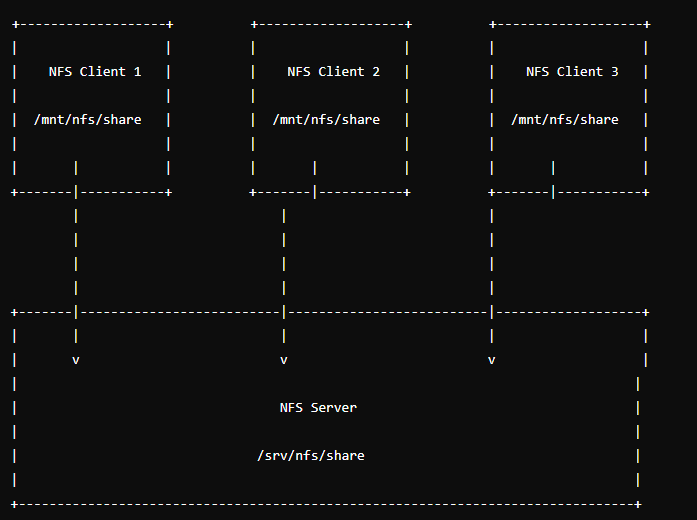 NFS Client 1 NFS Client 2 NFS Client 3
/mnt/nfs/share /mnt/nfs/share /mnt/nfs/share
v v v
NFS Server
/srv/nfs/share